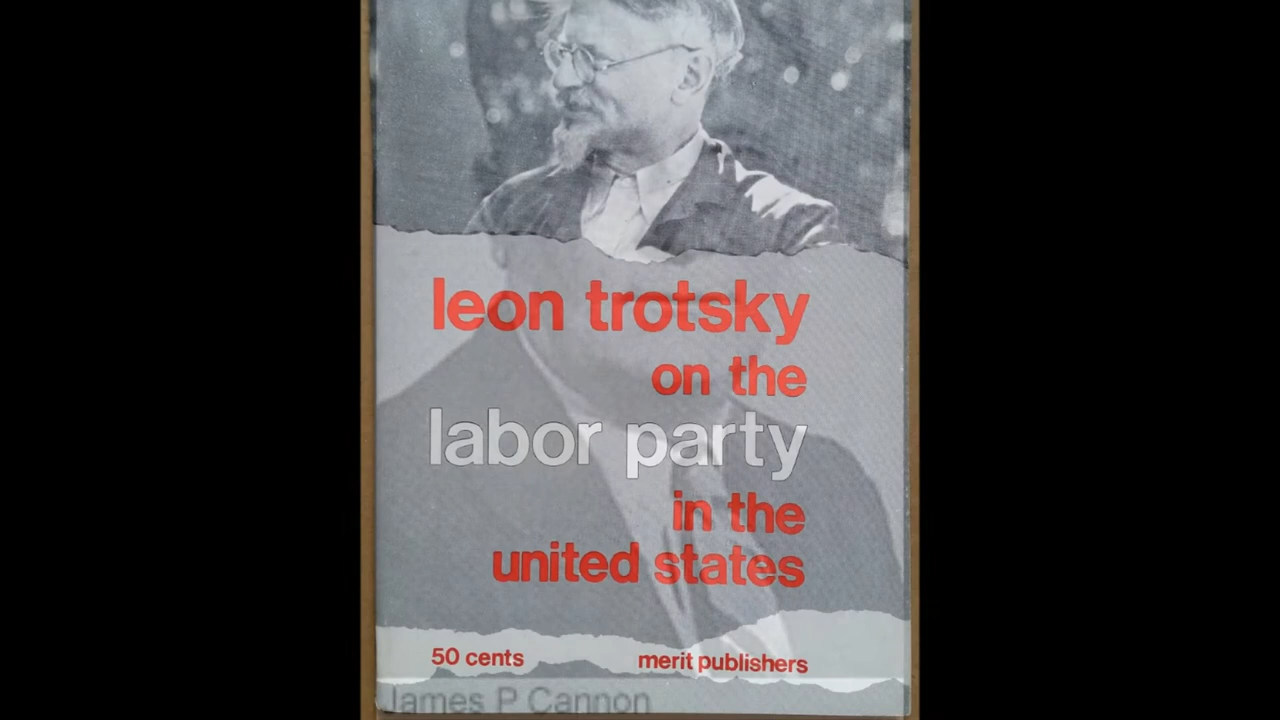 leon trotsky
on the
labor party
in the
united states
50 cents
merit publishers
James P Cannon